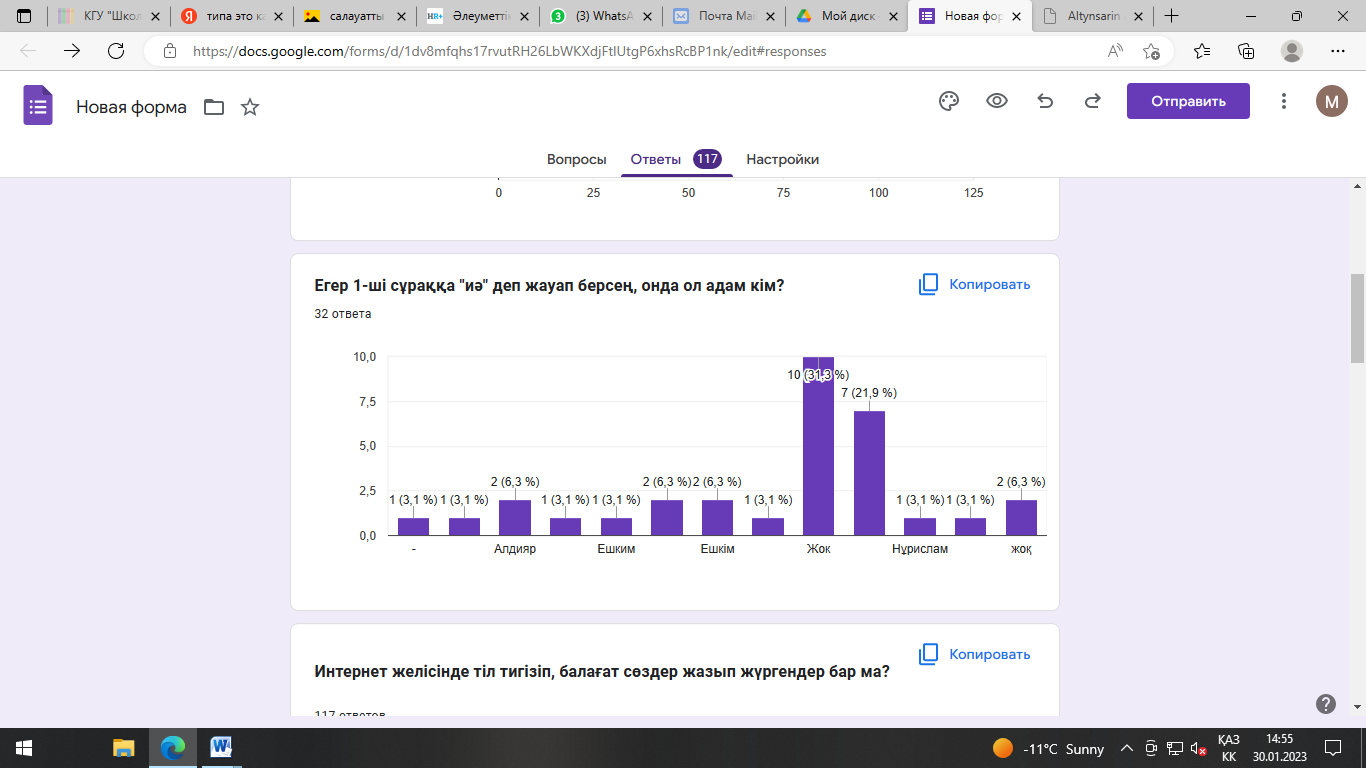 КГУ "Школ
типа это ка
салауатты
HR+ Әлеуметті
(3) WhatsA
Почта Mai
Мой диск
Новая фор
Altynsarin
https://docs.google.com/forms/d/1dv8mfqhs17rvutRH26LbWKXdjFtlUtgP6xhsRcBP1nk/edit#responses
Новая форма
Отправить
M
Вопросы Ответы 117 Настройки
0 25 50 75 100 125
Егер 1-ші сұраққа "иә" деп жауап берсең, онда ол адам кім?
Копировать
32 ответа
10,0
7,5
5,0
2,5
0,0
1 (3,1 %) 1 (3,1 %) 2 (6,3 %) 1 (3,1 %) 1 (3,1 %) 2 (6,3 %) 2 (6,3 %) 1 (3,1 %) 10 (31,3 %) 7 (21,9 %) 1 (3,1 %) 1 (3,1 %) 2 (6,3 %)
- Алдияр Ешким Ешкім Жок Нұрислам жоқ
Копировать
Интернет желісінде тіл тигізіп, балағат сөздер жазып жүргендер бар ма?
117 ответов
-11°C Sunny
ҚАЗ
КК
14:55
30.01.2023